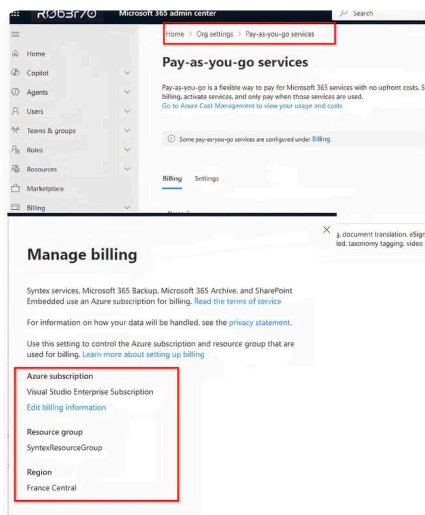 R0B3r70
Microsoft 365 admin center
Search
Home > Org settings > Pay-as-you-go services
Home
Copilot
Agents
Users
Teams & groups
Roles
Resources
Marketplace
Billing
Pay-as-you-go services
Pay-as-you-go is a flexible way to pay for Microsoft 365 services with no upfront costs. S
billing, activate services, and only pay when those services are used.
Go to Azure Cost Management to view your usage and costs
Some pay-as-you-go services are configured under Billing.
Billing Settings
g, document translation, eSign
led, taxonomy tagging, video
Manage billing
Syntex services, Microsoft 365 Backup, Microsoft 365 Archive, and SharePoint
Embedded use an Azure subscription for billing. Read the terms of service
For information on how your data will be handled, see the privacy statement.
Use this setting to control the Azure subscription and resource group that are
used for billing. Learn more about setting up billing
Azure subscription
Visual Studio Enterprise Subscription
Edit billing information
Resource group
SyntexResourceGroup
Region
France Central